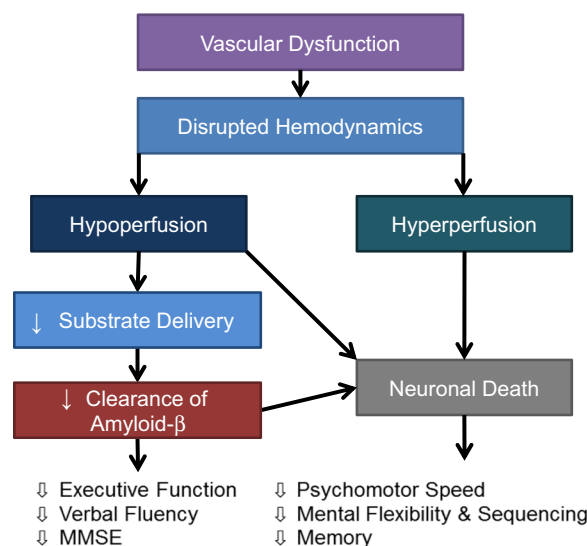 Vascular Dysfunction
Disrupted Hemodynamics
Hypoperfusion
Hyperperfusion
↓ Substrate Delivery
↓ Clearance of
Amyloid-β
Neuronal Death
⇩ Executive Function
⇩ Verbal Fluency
⇩ MMSE
⇩ Psychomotor Speed
⇩ Mental Flexibility & Sequencing
⇩ Memory